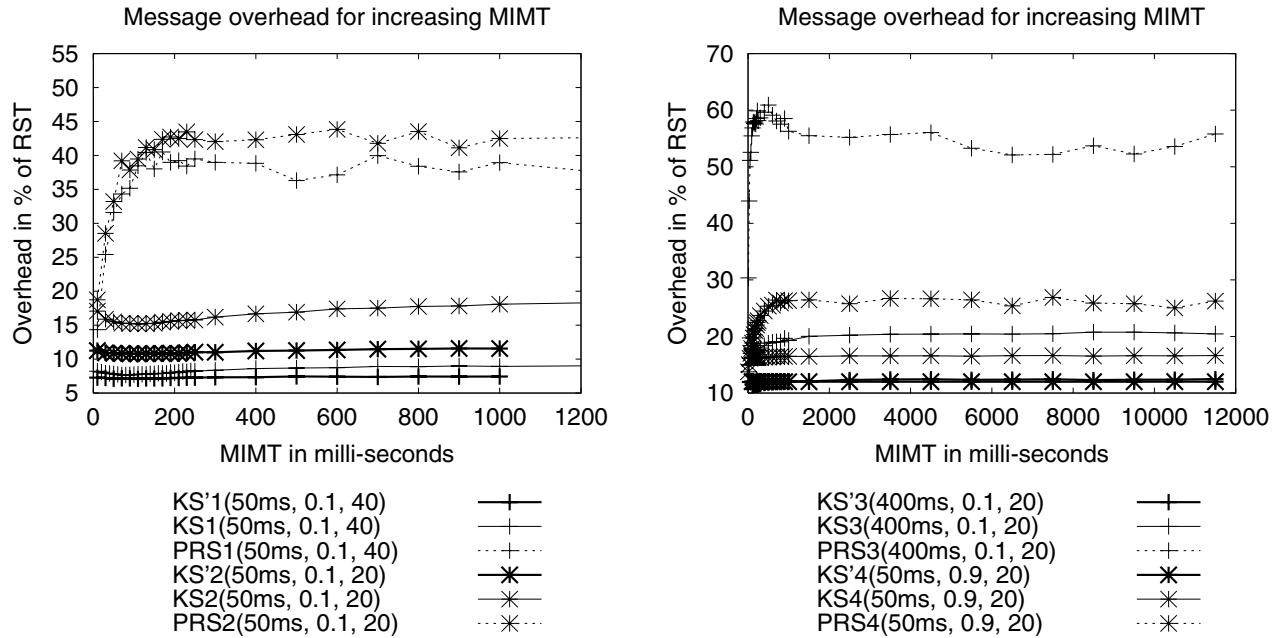 Message overhead for increasing MIMT
Overhead in % of RST
55
50
45
40
35
30
25
20
15
10
5
0 200 400 600 800 1000 1200
MIMT in milli-seconds
KS'1(50ms, 0.1, 40)
KS1(50ms, 0.1, 40)
PRS1(50ms, 0.1, 40)
KS'2(50ms, 0.1, 20)
KS2(50ms, 0.1, 20)
PRS2(50ms, 0.1, 20)
Message overhead for increasing MIMT
Overhead in % of RST
70
60
50
40
30
20
10
0 2000 4000 6000 8000 10000 12000
MIMT in milli-seconds
KS'3(400ms, 0.1, 20)
KS3(400ms, 0.1, 20)
PRS3(400ms, 0.1, 20)
KS'4(50ms, 0.9, 20)
KS4(50ms, 0.9, 20)
PRS4(50ms, 0.9, 20)